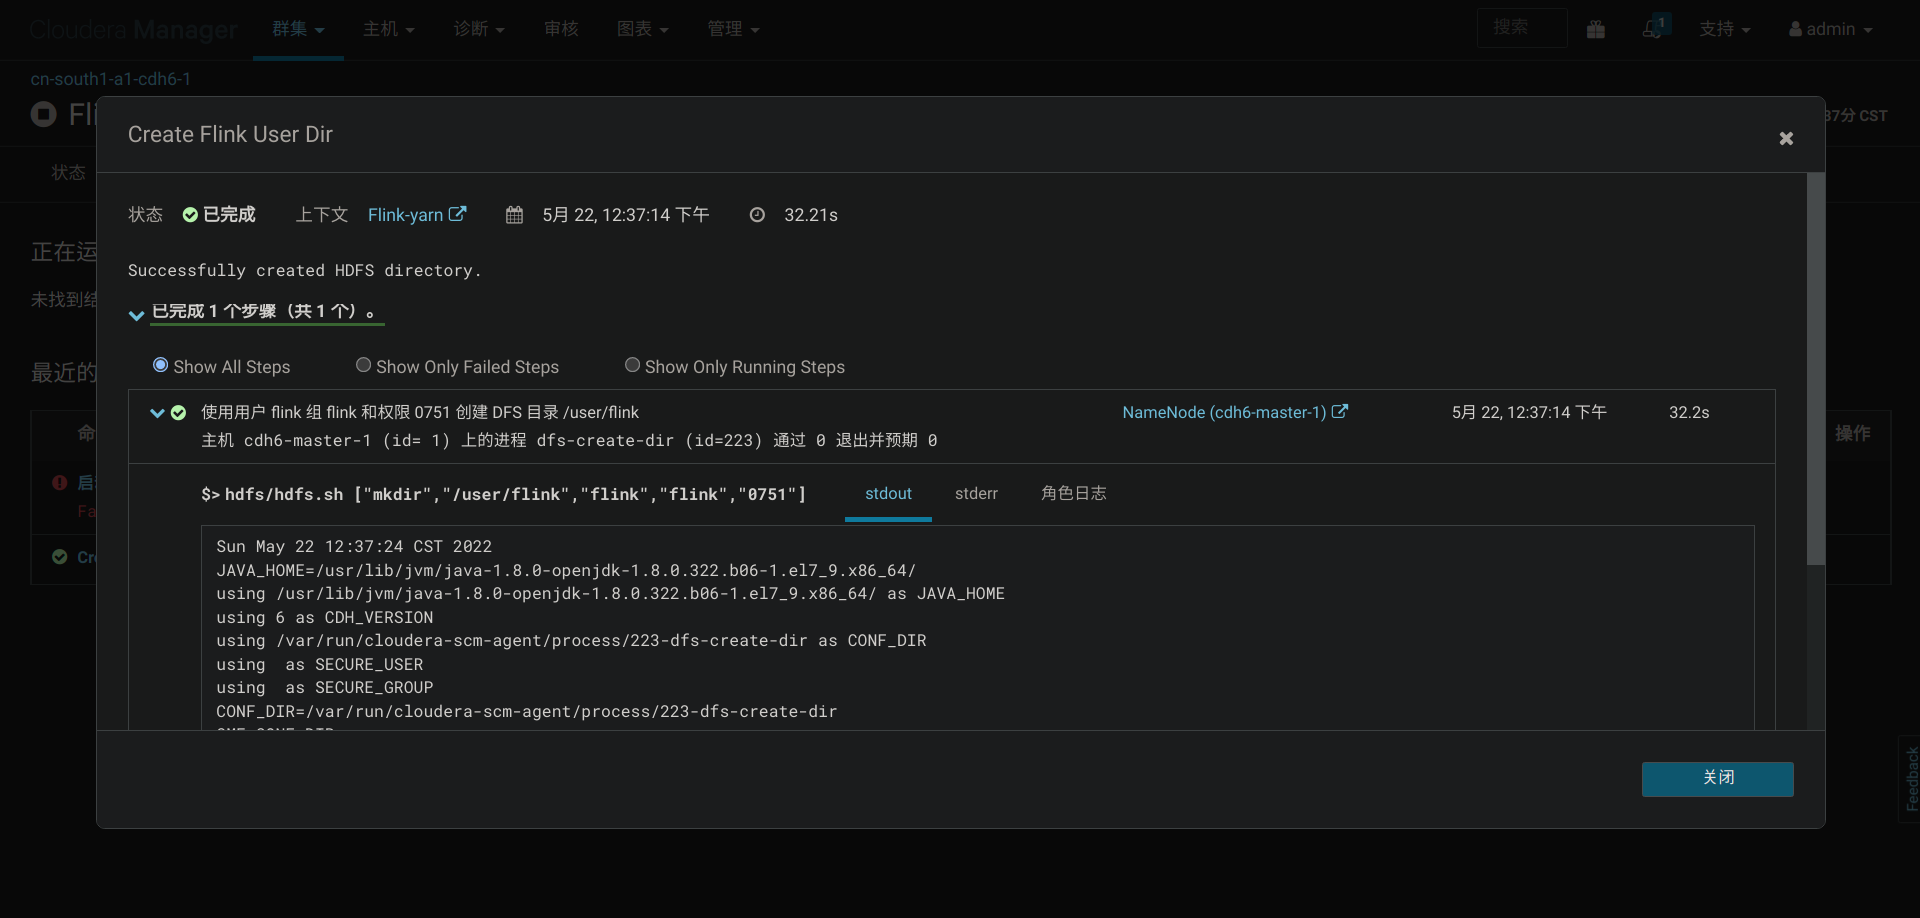 Cloudera Manager 群集 主机 诊断 审核 图表 管理 搜索 1 支持 admin
cn-south1-a1-cdh6-1
Fli 37分 CST
Create Flink User Dir
状态
状态 已完成 上下文 Flink-yarn 5月 22, 12:37:14 下午 32.21s
正在运
Successfully created HDFS directory.
未找到结
已完成 1 个步骤（共 1 个）。
最近的
Show All Steps Show Only Failed Steps Show Only Running Steps
使用用户 flink 组 flink 和权限 0751 创建 DFS 目录 /user/flink NameNode (cdh6-master-1) 5月 22, 12:37:14 下午 32.2s
命 操作
主机 cdh6-master-1 (id= 1) 上的进程 dfs-create-dir (id=223) 通过 0 退出并预期 0
启
Fa
$> hdfs/hdfs.sh ["mkdir","/user/flink","flink","flink","0751"] stdout stderr 角色日志
Sun May 22 12:37:24 CST 2022
Cre
JAVA_HOME=/usr/lib/jvm/java-1.8.0-openjdk-1.8.0.322.b06-1.el7_9.x86_64/
using /usr/lib/jvm/java-1.8.0-openjdk-1.8.0.322.b06-1.el7_9.x86_64/ as JAVA_HOME
using 6 as CDH_VERSION
using /var/run/cloudera-scm-agent/process/223-dfs-create-dir as CONF_DIR
using  as SECURE_USER
using  as SECURE_GROUP
CONF_DIR=/var/run/cloudera-scm-agent/process/223-dfs-create-dir
关闭
Feedback